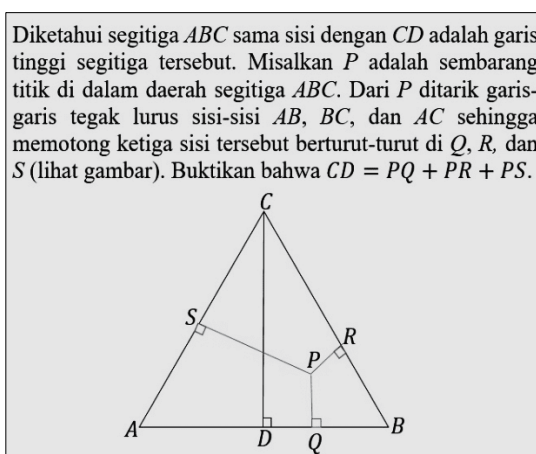 Diketahui segitiga ABC sama sisi dengan CD adalah garis
tinggi segitiga tersebut. Misalkan P adalah sembarang
titik di dalam daerah segitiga ABC. Dari P ditarik garis-
garis tegak lurus sisi-sisi AB, BC, dan AC sehingga
memotong ketiga sisi tersebut berturut-turut di Q, R, dan
S (lihat gambar). Buktikan bahwa CD = PQ + PR + PS.
C
S
R
P
A
D
Q
B